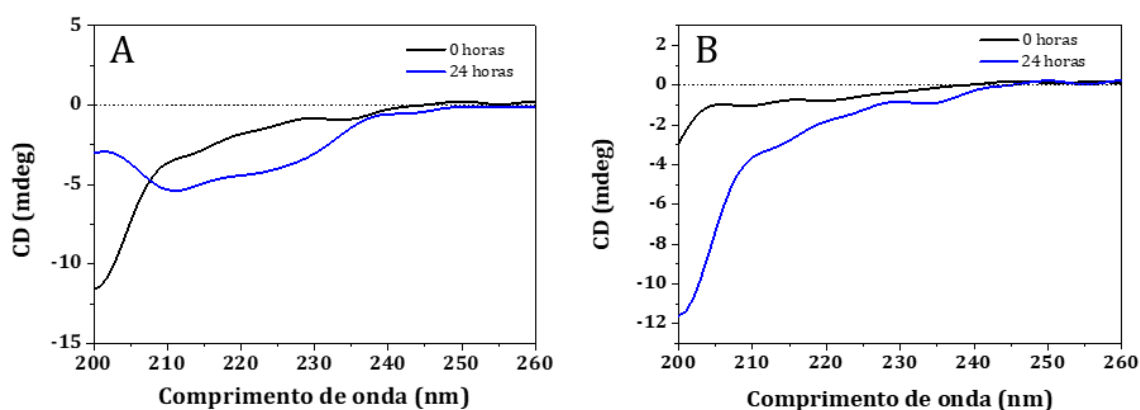 A
0 horas
24 horas
5
0
-5
-10
-15
CD (mdeg)
200 210 220 230 240 250 260
Comprimento de onda (nm)
B
0 horas
24 horas
2
0
-2
-4
-6
-8
-10
-12
CD (mdeg)
200 210 220 230 240 250 260
Comprimento de onda (nm)